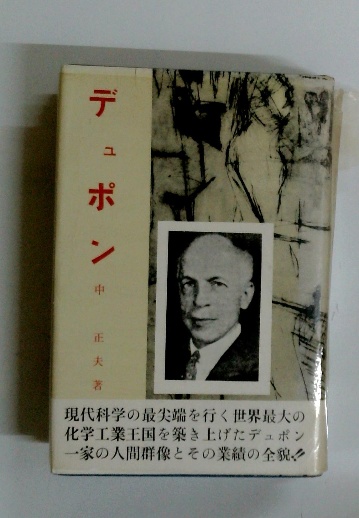 デュポン
中 正夫 著
現代科学の最尖端を行く世界最大の
化学工業王国を築き上げたデュポン
一家の人間群像とその業績の全貌!!